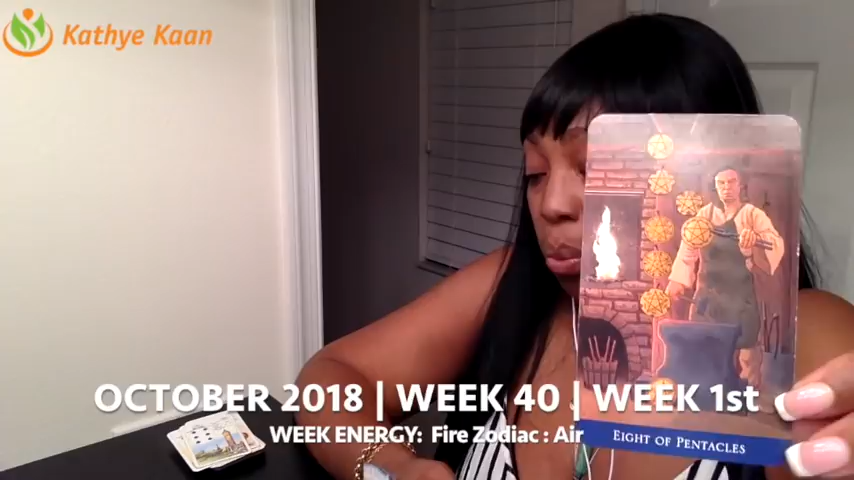 Kathye Kaan
OCTOBER 2018 | WEEK 40 | WEEK 1st
WEEK ENERGY: Fire Zodiac : Air
EIGHT OF PENTACLES